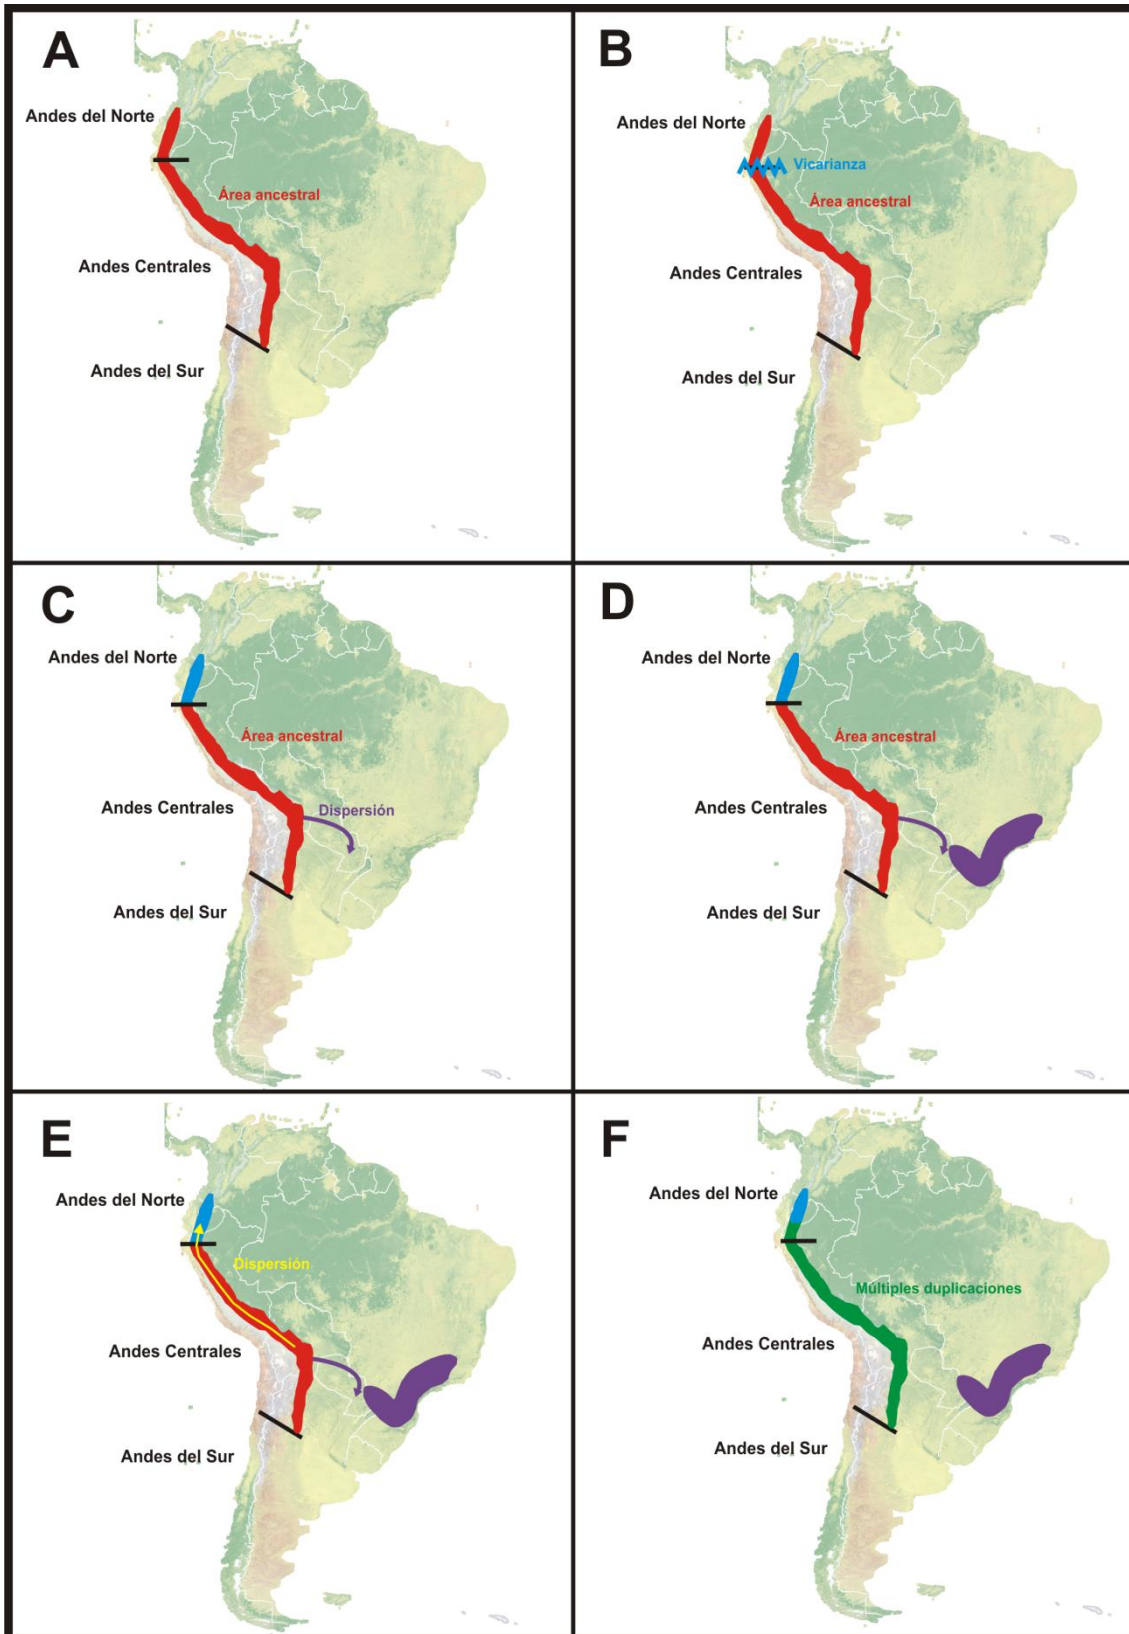 A
Andes del Norte
Área ancestral
Andes Centrales
Andes del Sur
B
Andes del Norte
Vicarianza
Área ancestral
Andes Centrales
Andes del Sur
C
Andes del Norte
Área ancestral
Andes Centrales
Dispersión
Andes del Sur
D
Andes del Norte
Área ancestral
Andes Centrales
Andes del Sur
E
Andes del Norte
Dispersión
Andes Centrales
Andes del Sur
F
Andes del Norte
Múltiples duplicaciones
Andes Centrales
Andes del Sur